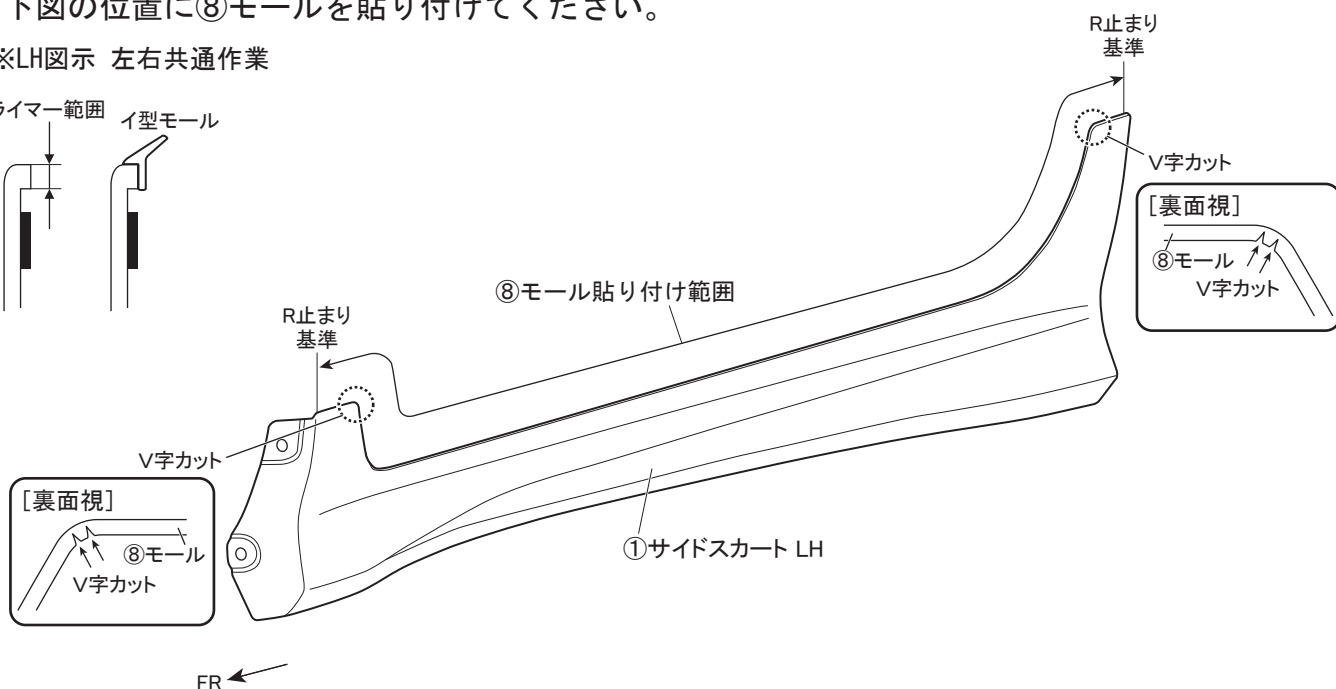 下図の位置に⑧モールを貼り付けてください。
※LH図示 左右共通作業
ライマー範囲
イ型モール
R止まり
基準
V字カット
[裏面視]
⑧モール
V字カット
⑧モール貼り付け範囲
R止まり
基準
V字カット
[裏面視]
⑧モール
V字カット
①サイドスカート LH
FR